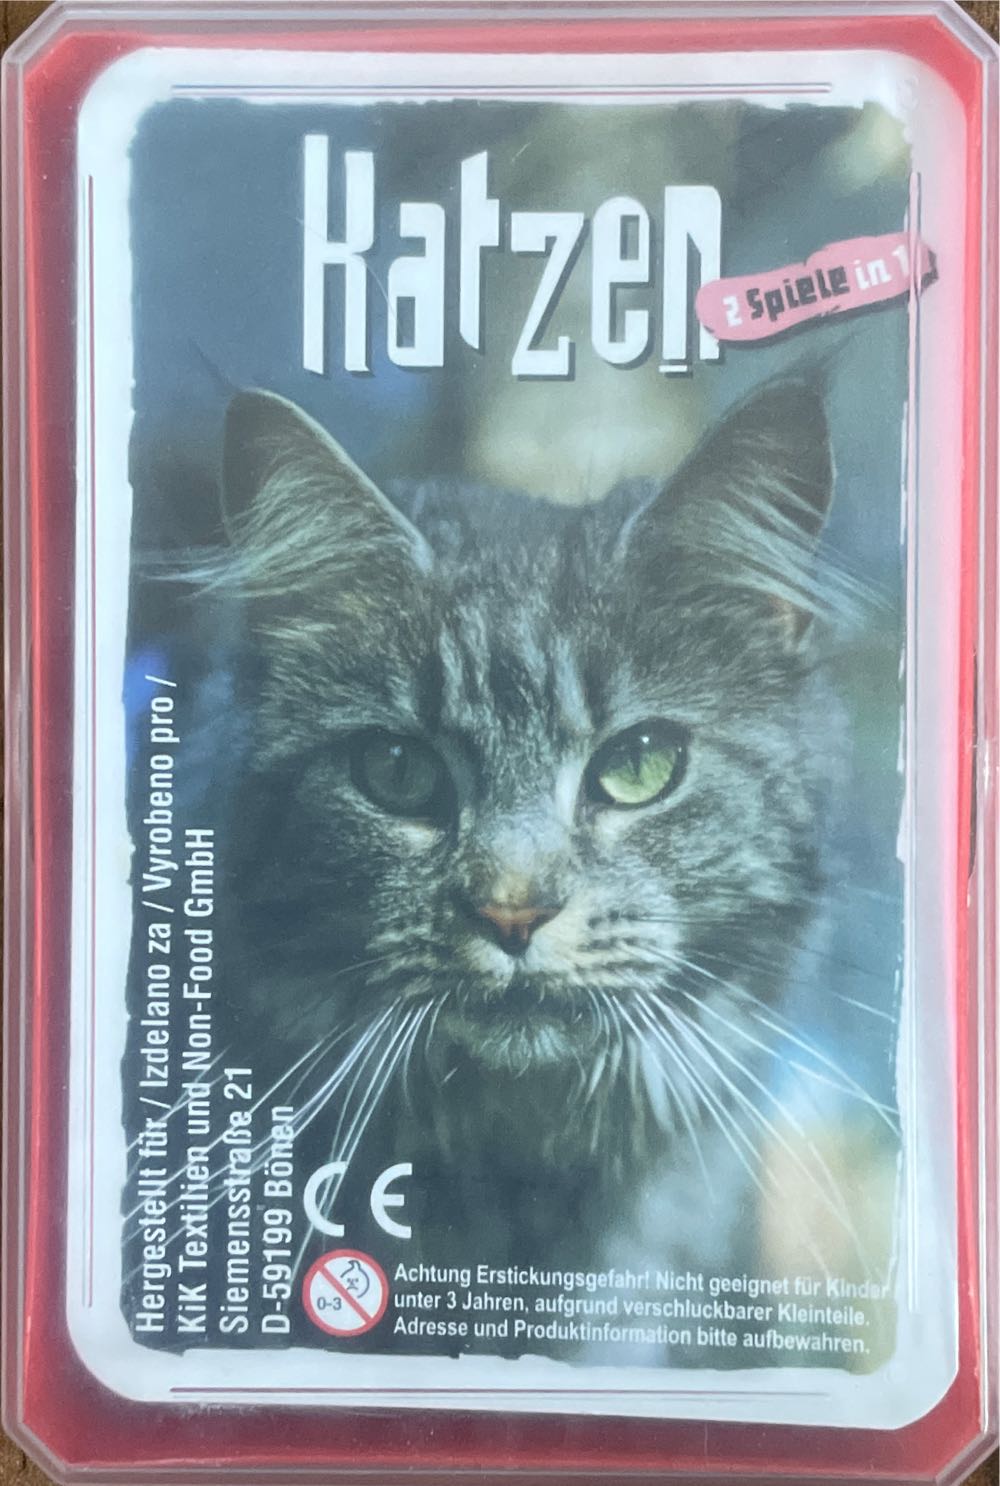 Katzen
2 Spiele in 1
Hergestellt für / Izdelano za / Vyrobeno pro /
KiK Textilien und Non-Food GmbH
Siemensstraße 21
D-59199 Bönen
CE
0-3
Achtung Erstickungsgefahr! Nicht geeignet für Kinder
unter 3 Jahren, aufgrund verschluckbarer Kleinteile.
Adresse und Produktinformation bitte aufbewahren.